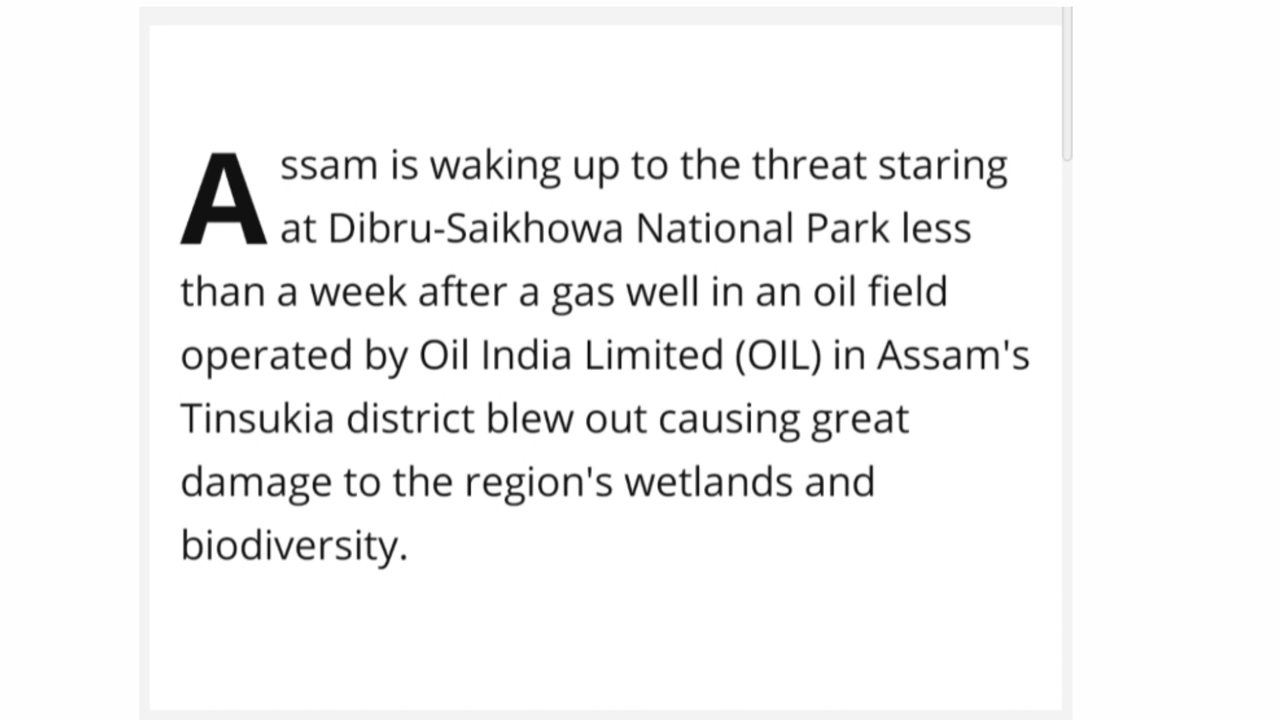 Assam is waking up to the threat staring
at Dibru-Saikhowa National Park less
than a week after a gas well in an oil field
operated by Oil India Limited (OIL) in Assam's
Tinsukia district blew out causing great
damage to the region's wetlands and
biodiversity.